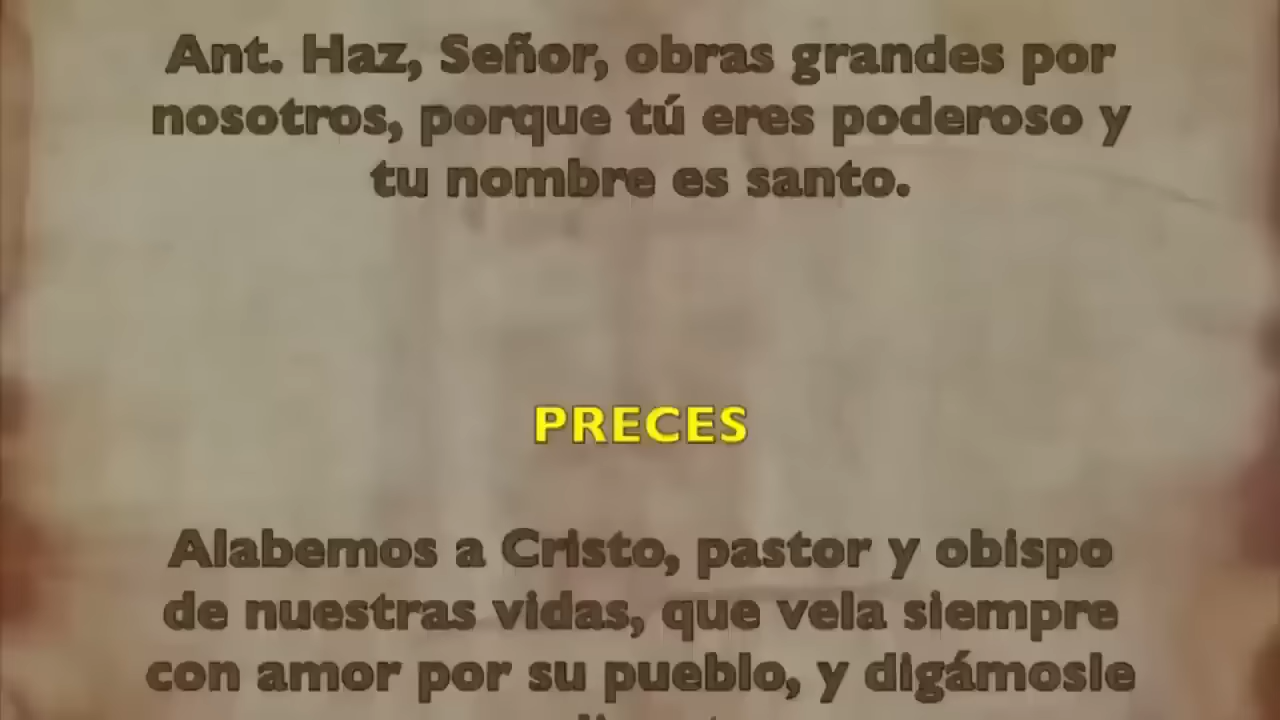 Ant. Haz, Señor, obras grandes por
nosotros, porque tú eres poderoso y
tu nombre es santo.
PRECES
Alabemos a Cristo, pastor y obispo
de nuestras vidas, que vela siempre
con amor por su pueblo, y digámosle